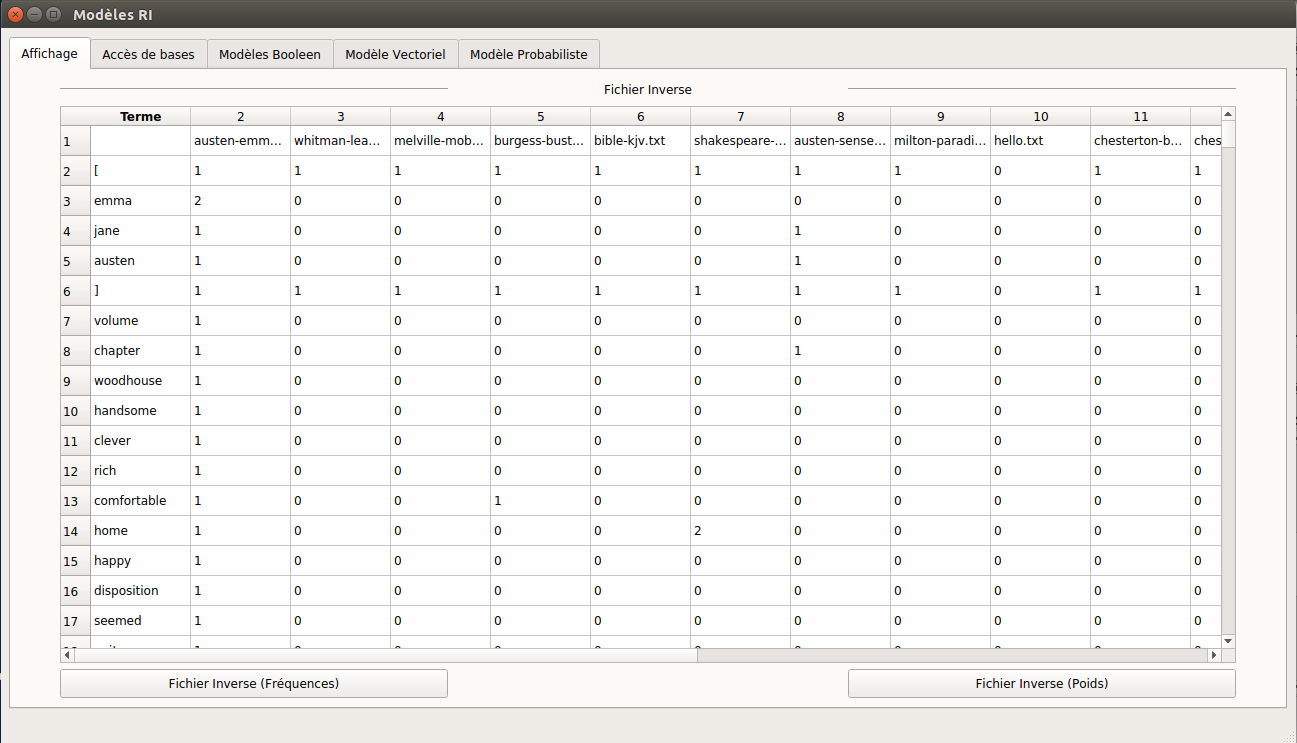 Modèles RI
Affichage Accès de bases Modèles Booleen Modèle Vectoriel Modèle Probabiliste
Fichier Inverse
Terme 2 3 4 5 6 7 8 9 10 11
1 austen-emm... whitman-lea... melville-mob... burgess-bust... bible-kjv.txt shakespeare-... austen-sense... milton-paradi... hello.txt chesterton-b... ches
2 [ 1 1 1 1 1 1 1 1 0 1 1
3 emma 2 0 0 0 0 0 0 0 0 0 0
4 jane 1 0 0 0 0 0 1 0 0 0 0
5 austen 1 0 0 0 0 0 1 0 0 0 0
6 ] 1 1 1 1 1 1 1 1 0 1 1
7 volume 1 0 0 0 0 0 0 0 0 0 0
8 chapter 1 0 0 0 0 0 1 0 0 0 0
9 woodhouse 1 0 0 0 0 0 0 0 0 0 0
10 handsome 1 0 0 0 0 0 0 0 0 0 0
11 clever 1 0 0 0 0 0 0 0 0 0 0
12 rich 1 0 0 0 0 0 0 0 0 0 0
13 comfortable 1 0 0 1 0 0 0 0 0 0 0
14 home 1 0 0 0 0 2 0 0 0 0 0
15 happy 1 0 0 0 0 0 0 0 0 0 0
16 disposition 1 0 0 0 0 0 0 0 0 0 0
17 seemed 1 0 0 0 0 0 0 0 0 0 0
Fichier Inverse (Fréquences) Fichier Inverse (Poids)